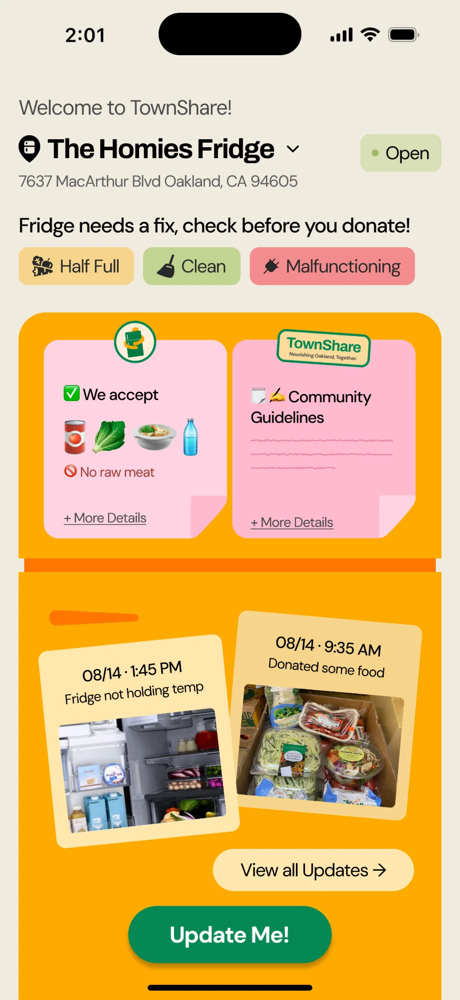 2:01
Welcome to TownShare!
The Homies Fridge
Open
7637 MacArthur Blvd Oakland, CA 94605
Fridge needs a fix, check before you donate!
Half Full
Clean
Malfunctioning
We accept
No raw meat
+ More Details
TownShare
Nourishing Oakland, Together.
Community
Guidelines
+ More Details
08/14 · 1:45 PM
Fridge not holding temp
08/14 · 9:35 AM
Donated some food
View all Updates →
Update Me!